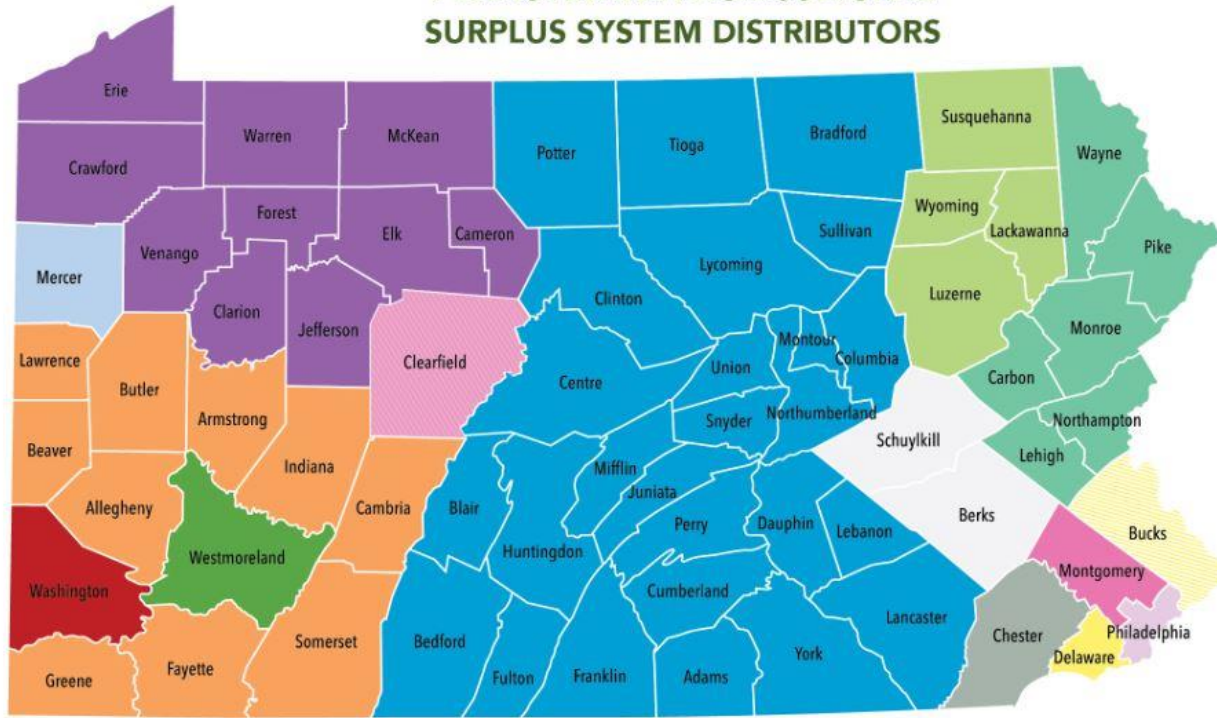 SURPLUS SYSTEM DISTRIBUTORS
Erie
Warren
McKean
Crawford
Potter
Tioga
Bradford
Susquehanna
Wayne
Forest
Venango
Elk
Cameron
Sullivan
Wyoming
Lackawanna
Mercer
Lycoming
Pike
Clarion
Clinton
Luzerne
Jefferson
Monroe
Lawrence
Clearfield
Montour
Columbia
Butler
Centre
Union
Carbon
Armstrong
Snyder
Northumberland
Northampton
Beaver
Schuylkill
Indiana
Mifflin
Lehigh
Allegheny
Cambria
Blair
Juniata
Perry
Dauphin
Lebanon
Berks
Bucks
Westmoreland
Huntingdon
Montgomery
Washington
Cumberland
Lancaster
Somerset
Bedford
Chester
Philadelphia
York
Delaware
Greene
Fayette
Fulton
Franklin
Adams